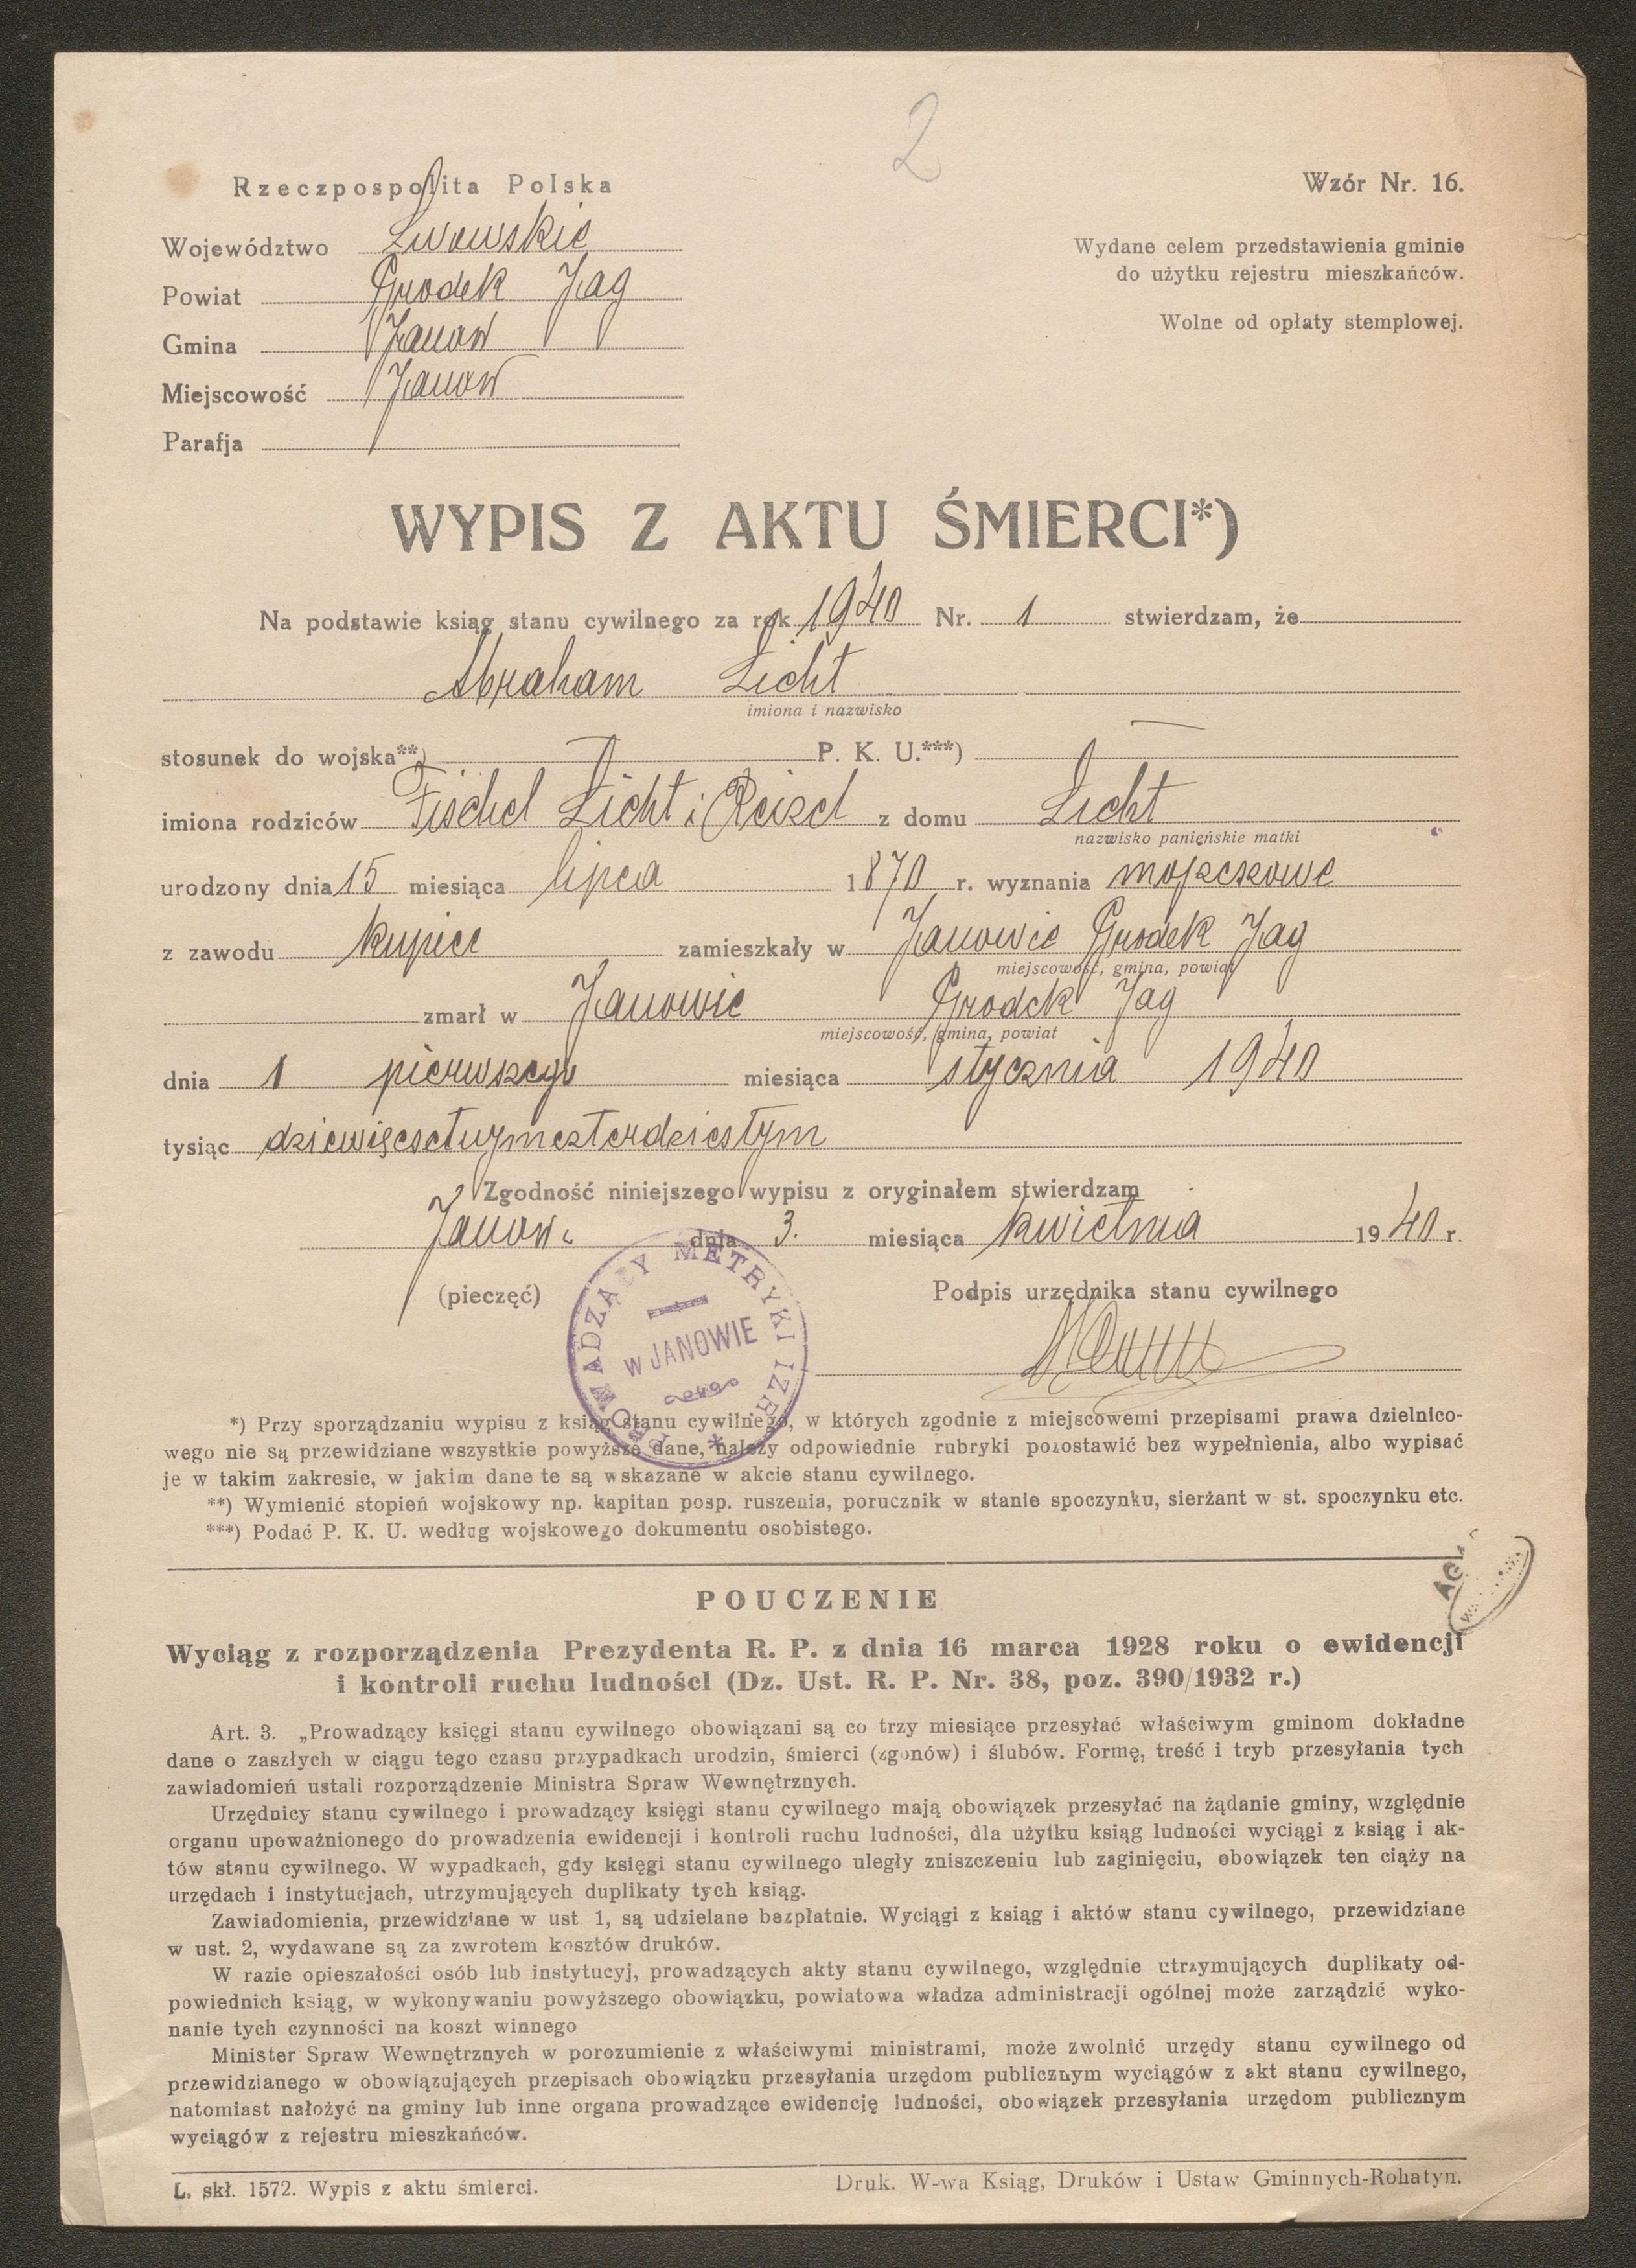 2
Rzeczpospolita Polska
Wzór Nr. 16.
Województwo Lwowskie
Powiat Grodek Jag
Gmina Janow
Miejscowość Janow
Parafja
Wydane celem przedstawienia gminie
do użytku rejestru mieszkańców.
Wolne od opłaty stemplowej.
WYPIS Z AKTU ŚMIERCI*)
Na podstawie ksiąg stanu cywilnego za rok 1940 Nr. 1 stwierdzam, że
Abraham Licht
imiona i nazwisko
stosunek do wojska**) — P. K. U.***) —
imiona rodziców Fischel Licht i Reizel z domu Licht
nazwisko panieńskie matki
urodzony dnia 15 miesiąca lipca 1870 r. wyznania mojzeszowe
z zawodu kupiec zamieszkały w Janowie Grodek Jag
miejscowość, gmina, powiat
zmarł w Janowie Grodek Jag
miejscowość, gmina, powiat
dnia 1 pierwszego miesiąca stycznia 1940
tysiąc dziewięcsetnymczterdziestym
Zgodność niniejszego wypisu z oryginałem stwierdzam
Janow. dnia 3. miesiąca kwietnia 1940 r.
(pieczęć)
Podpis urzędnika stanu cywilnego
PROWADZĄCY METRYKI IZR.
W JANOWIE
*) Przy sporządzaniu wypisu z ksiąg stanu cywilnego, w których zgodnie z miejscowemi przepisami prawa dzielnico-
wego nie są przewidziane wszystkie powyższe dane, należy odpowiednie rubryki pozostawić bez wypełnienia, albo wypisać
je w takim zakresie, w jakim dane te są wskazane w akcie stanu cywilnego.
**) Wymienić stopień wojskowy np. kapitan posp. ruszenia, porucznik w stanie spoczynku, sierżant w st. spoczynku etc.
***) Podać P. K. U. według wojskowego dokumentu osobistego.
POUCZENIE
Wyciąg z rozporządzenia Prezydenta R. P. z dnia 16 marca 1928 roku o ewidencji
i kontroli ruchu ludności (Dz. Ust. R. P. Nr. 38, poz. 390/1932 r.)
Art. 3. „Prowadzący księgi stanu cywilnego obowiązani są co trzy miesiące przesyłać właściwym gminom dokładne
dane o zaszłych w ciągu tego czasu przypadkach urodzin, śmierci (zgonów) i ślubów. Formę, treść i tryb przesyłania tych
zawiadomień ustali rozporządzenie Ministra Spraw Wewnętrznych.
Urzędnicy stanu cywilnego i prowadzący księgi stanu cywilnego mają obowiązek przesyłać na żądanie gminy, względnie
organu upoważnionego do prowadzenia ewidencji i kontroli ruchu ludności, dla użytku ksiąg ludności wyciągi z ksiąg i ak-
tów stanu cywilnego. W wypadkach, gdy księgi stanu cywilnego uległy zniszczeniu lub zaginięciu, obowiązek ten ciąży na
urzędach i instytucjach, utrzymujących duplikaty tych ksiąg.
Zawiadomienia, przewidziane w ust. 1, są udzielane bezpłatnie. Wyciągi z ksiąg i aktów stanu cywilnego, przewidziane
w ust. 2, wydawane są za zwrotem kosztów druków.
W razie opieszałości osób lub instytucyj, prowadzących akty stanu cywilnego, względnie utrzymujących duplikaty od-
powiednich ksiąg, w wykonywaniu powyższego obowiązku, powiatowa władza administracji ogólnej może zarządzić wyko-
nanie tych czynności na koszt winnego
Minister Spraw Wewnętrznych w porozumienie z właściwymi ministrami, może zwolnić urzędy stanu cywilnego od
przewidzianego w obowiązujących przepisach obowiązku przesyłania urzędom publicznym wyciągów z akt stanu cywilnego,
natomiast nałożyć na gminy lub inne organa prowadzące ewidencję ludności, obowiązek przesyłania urzędom publicznym
wyciągów z rejestru mieszkańców.
L. skł. 1572. Wypis z aktu śmierci.
Druk. W-wa Ksiąg, Druków i Ustaw Gminnych-Rohatyn.